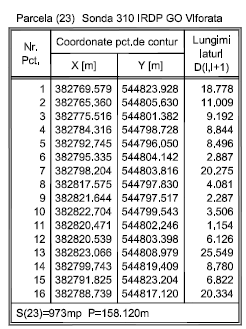 Parcela (23) Sonda 310 IRDP GO Viforata
Nr. Pct. Coordonate pct.de contur Lungimi laturi D(i,i+1)
X [m] Y [m]
1 382769.579 544823.928 18.778
2 382765,360 544805.630 11,009
3 382775.516 544801.382 9.192
4 382784,316 544798.728 8.844
5 382792,745 544796,050 8,496
6 382795.335 544804.142 2.887
7 382798,204 544803,816 20.275
8 382817.575 544797.830 4.081
9 382821.644 544797.517 2.287
10 382822,704 544799.543 3.506
11 382820,471 544802.246 1,154
12 382820.539 544803.398 6.126
13 382823.066 544808.979 25.549
14 382799,743 544819,409 8,780
15 382791,825 544823.204 6.822
16 382788,739 544817.120 20.334
S(23)=973mp P=158.120m